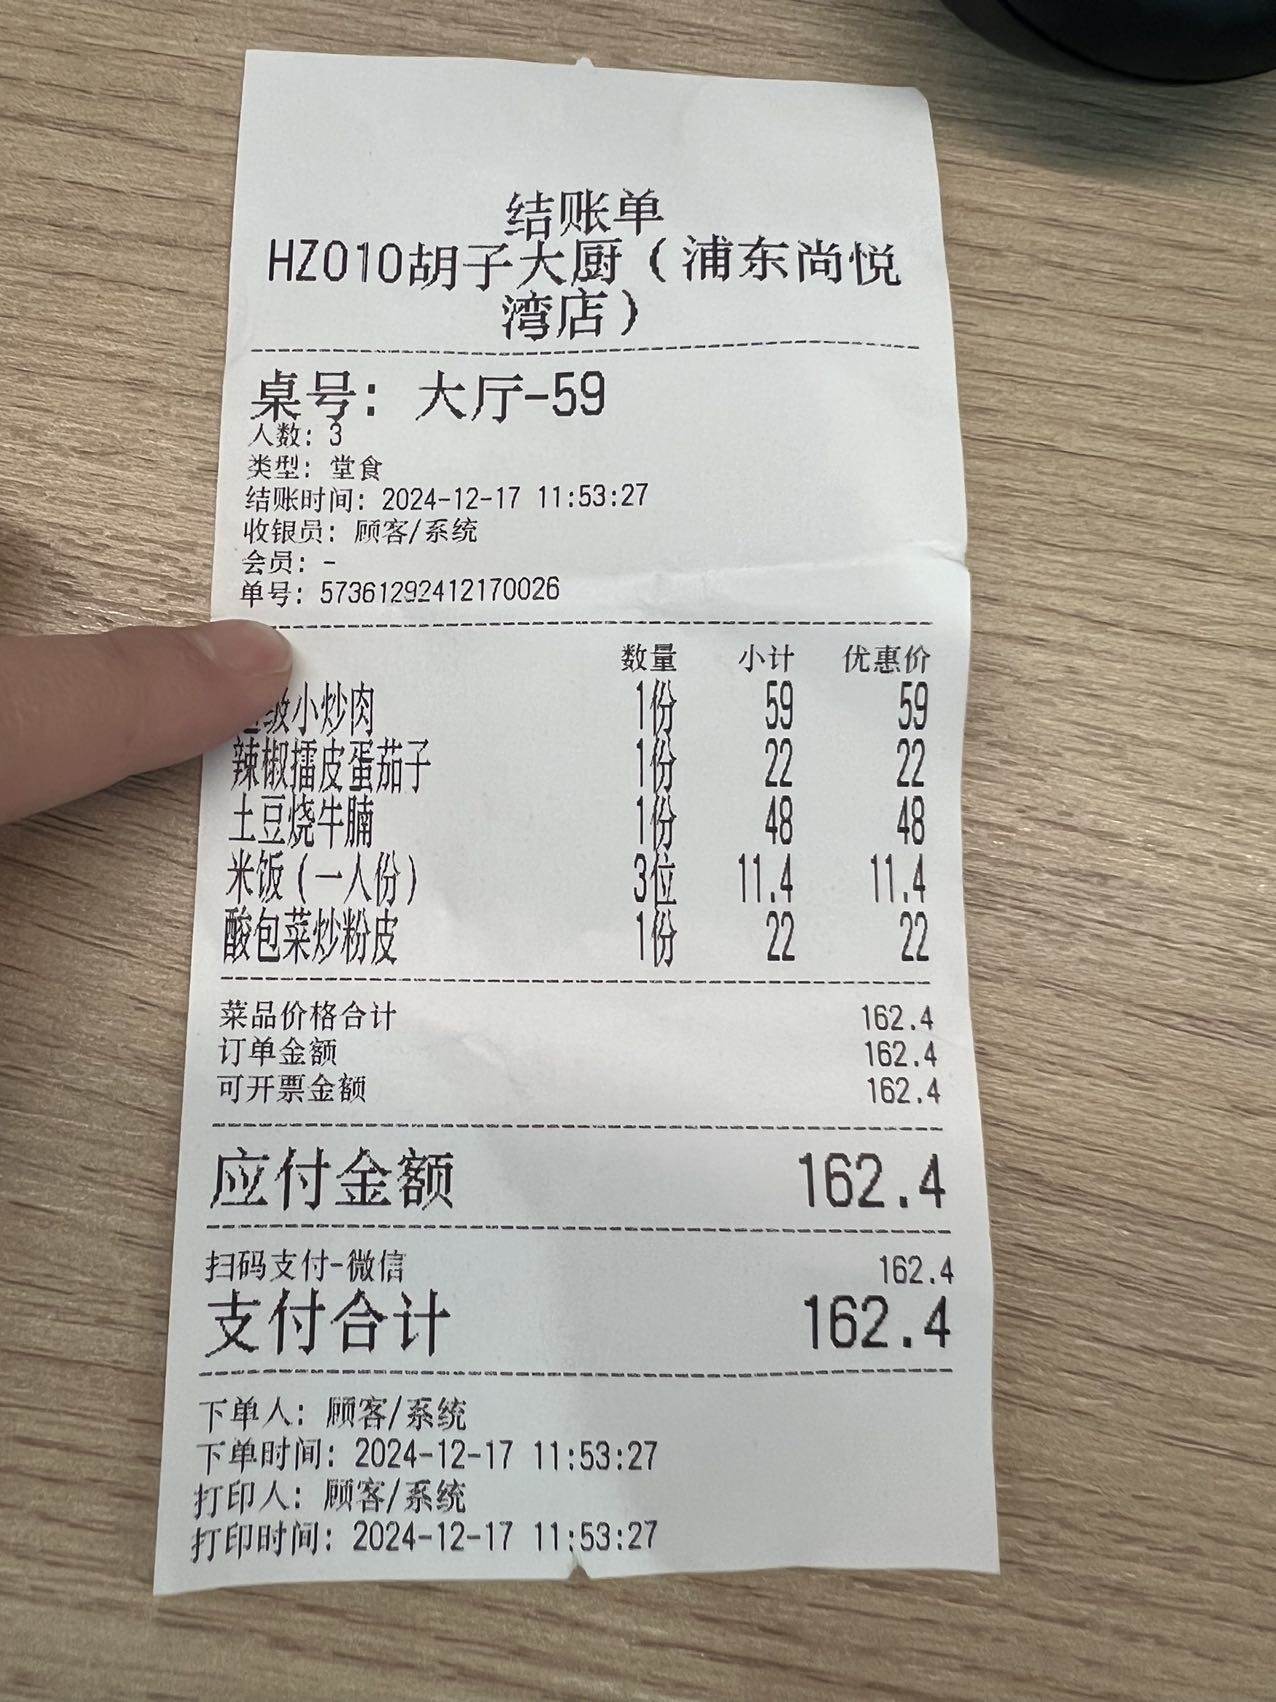 结账单
HZ010胡子大厨（浦东尚悦
湾店）
桌号: 大厅-59
人数: 3
类型: 堂食
结账时间: 2024-12-17 11:53:27
收银员: 顾客/系统
会员: -
单号: 57361292412170026
数量 小计 优惠价
级小炒肉 1份 59 59
辣椒擂皮蛋茄子 1份 22 22
土豆烧牛腩 1份 48 48
米饭（一人份） 3位 11.4 11.4
酸包菜炒粉皮 1份 22 22
菜品价格合计 162.4
订单金额 162.4
可开票金额 162.4
应付金额 162.4
扫码支付-微信 162.4
支付合计 162.4
下单人: 顾客/系统
下单时间: 2024-12-17 11:53:27
打印人: 顾客/系统
打印时间: 2024-12-17 11:53:27